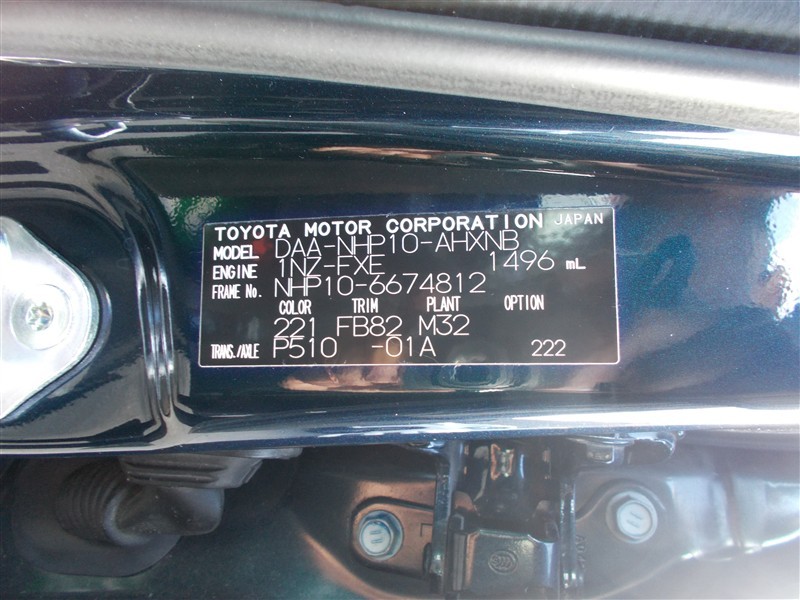 TOYOTA MOTOR CORPORATION JAPAN
MODEL DAA-NHP10-AHXNB
ENGINE 1NZ-FXE 1496 mL
FRAME No. NHP10-6674812
COLOR TRIM PLANT OPTION
221 FB82 M32
TRANS./AXLE P510 -01A 222